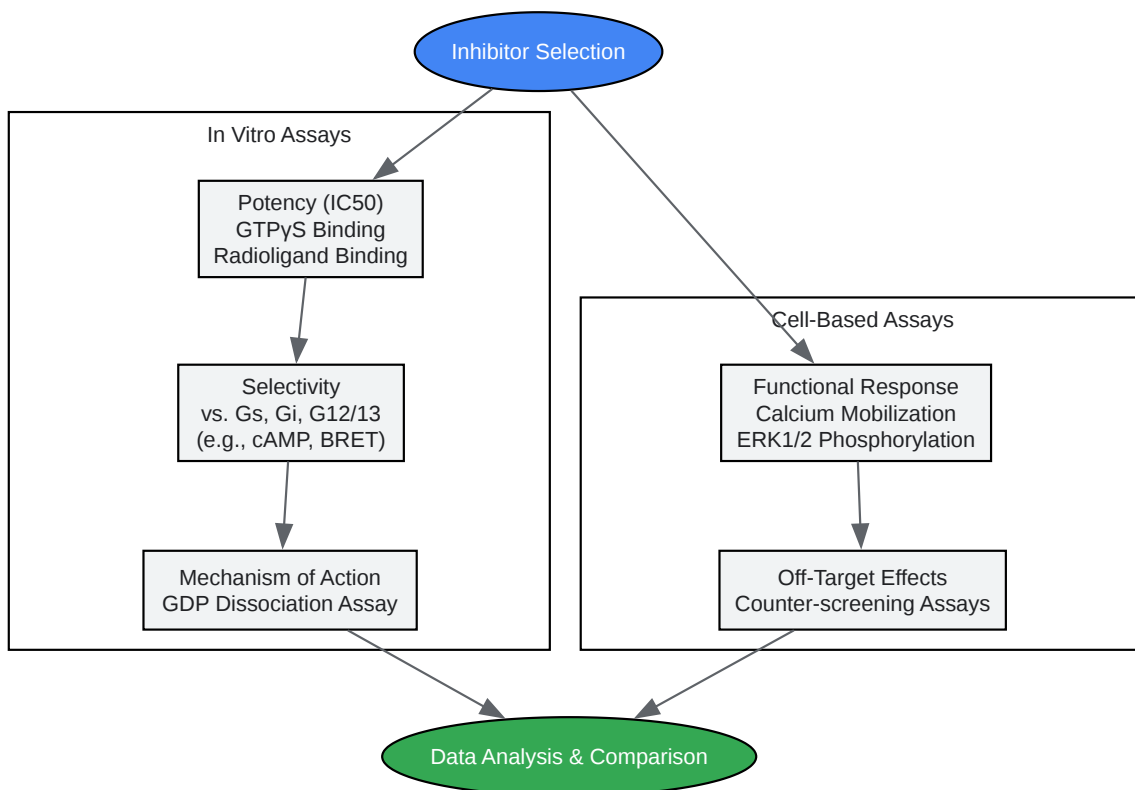 Inhibitor Selection
In Vitro Assays
Potency (IC50)
GTPγS Binding
Radioligand Binding
Selectivity
vs. Gs, Gi, G12/13
(e.g., cAMP, BRET)
Mechanism of Action
GDP Dissociation Assay
Cell-Based Assays
Functional Response
Calcium Mobilization
ERK1/2 Phosphorylation
Off-Target Effects
Counter-screening Assays
Data Analysis & Comparison